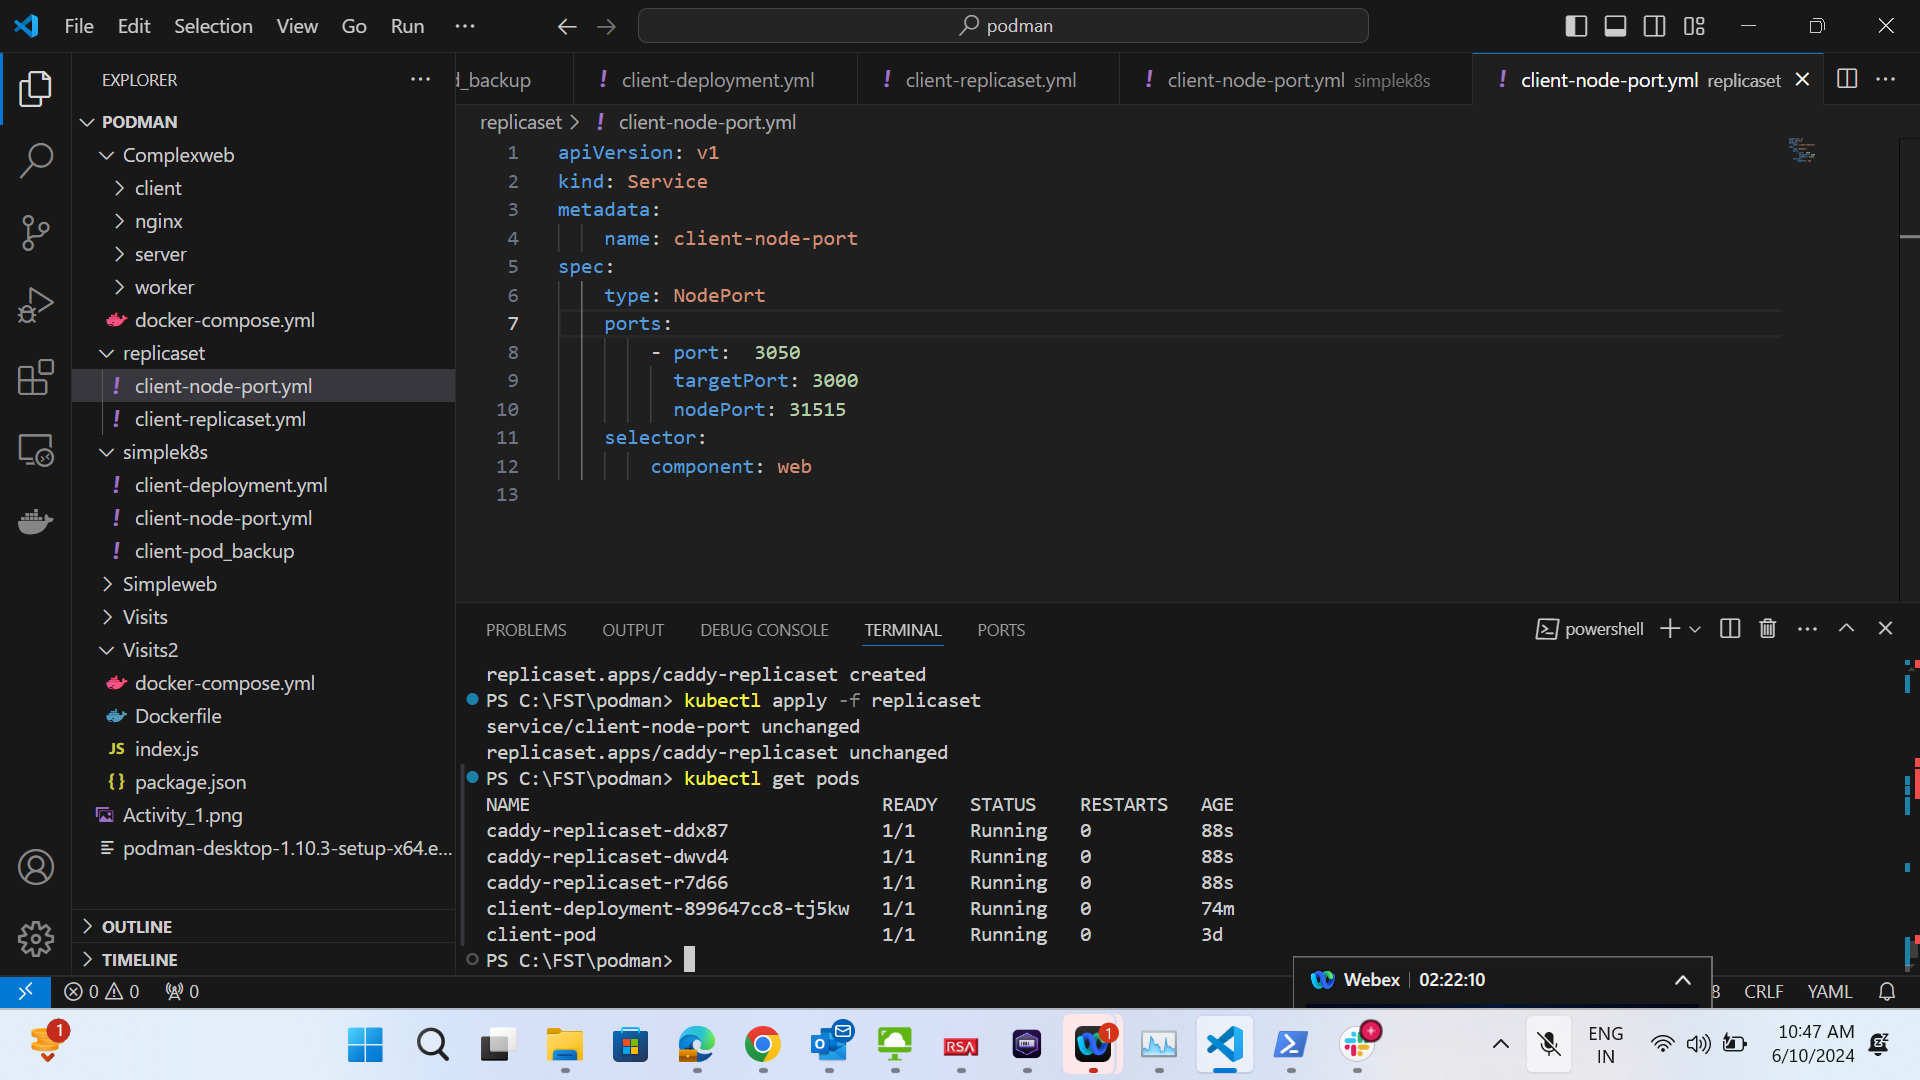 File Edit Selection View Go Run ··· podman
EXPLORER
PODMAN
Complexweb
client
nginx
server
worker
docker-compose.yml
replicaset
client-node-port.yml
client-replicaset.yml
simplek8s
client-deployment.yml
client-node-port.yml
client-pod_backup
Simpleweb
Visits
Visits2
docker-compose.yml
Dockerfile
JS index.js
{} package.json
Activity_1.png
podman-desktop-1.10.3-setup-x64.e...
OUTLINE
TIMELINE
_backup ! client-deployment.yml ! client-replicaset.yml ! client-node-port.yml simplek8s ! client-node-port.yml replicaset
replicaset > ! client-node-port.yml
1 apiVersion: v1
2 kind: Service
3 metadata:
4 name: client-node-port
5 spec:
6 type: NodePort
7 ports:
8 - port:  3050
9 targetPort: 3000
10 nodePort: 31515
11 selector:
12 component: web
13
PROBLEMS OUTPUT DEBUG CONSOLE TERMINAL PORTS powershell
replicaset.apps/caddy-replicaset created
PS C:\FST\podman> kubectl apply -f replicaset
service/client-node-port unchanged
replicaset.apps/caddy-replicaset unchanged
PS C:\FST\podman> kubectl get pods
NAME READY STATUS RESTARTS AGE
caddy-replicaset-ddx87 1/1 Running 0 88s
caddy-replicaset-dwvd4 1/1 Running 0 88s
caddy-replicaset-r7d66 1/1 Running 0 88s
client-deployment-899647cc8-tj5kw 1/1 Running 0 74m
client-pod 1/1 Running 0 3d
PS C:\FST\podman>
Webex 02:22:10
0 0 0 8 CRLF YAML
1 RSA 1 ENG 10:47 AM
IN 6/10/2024